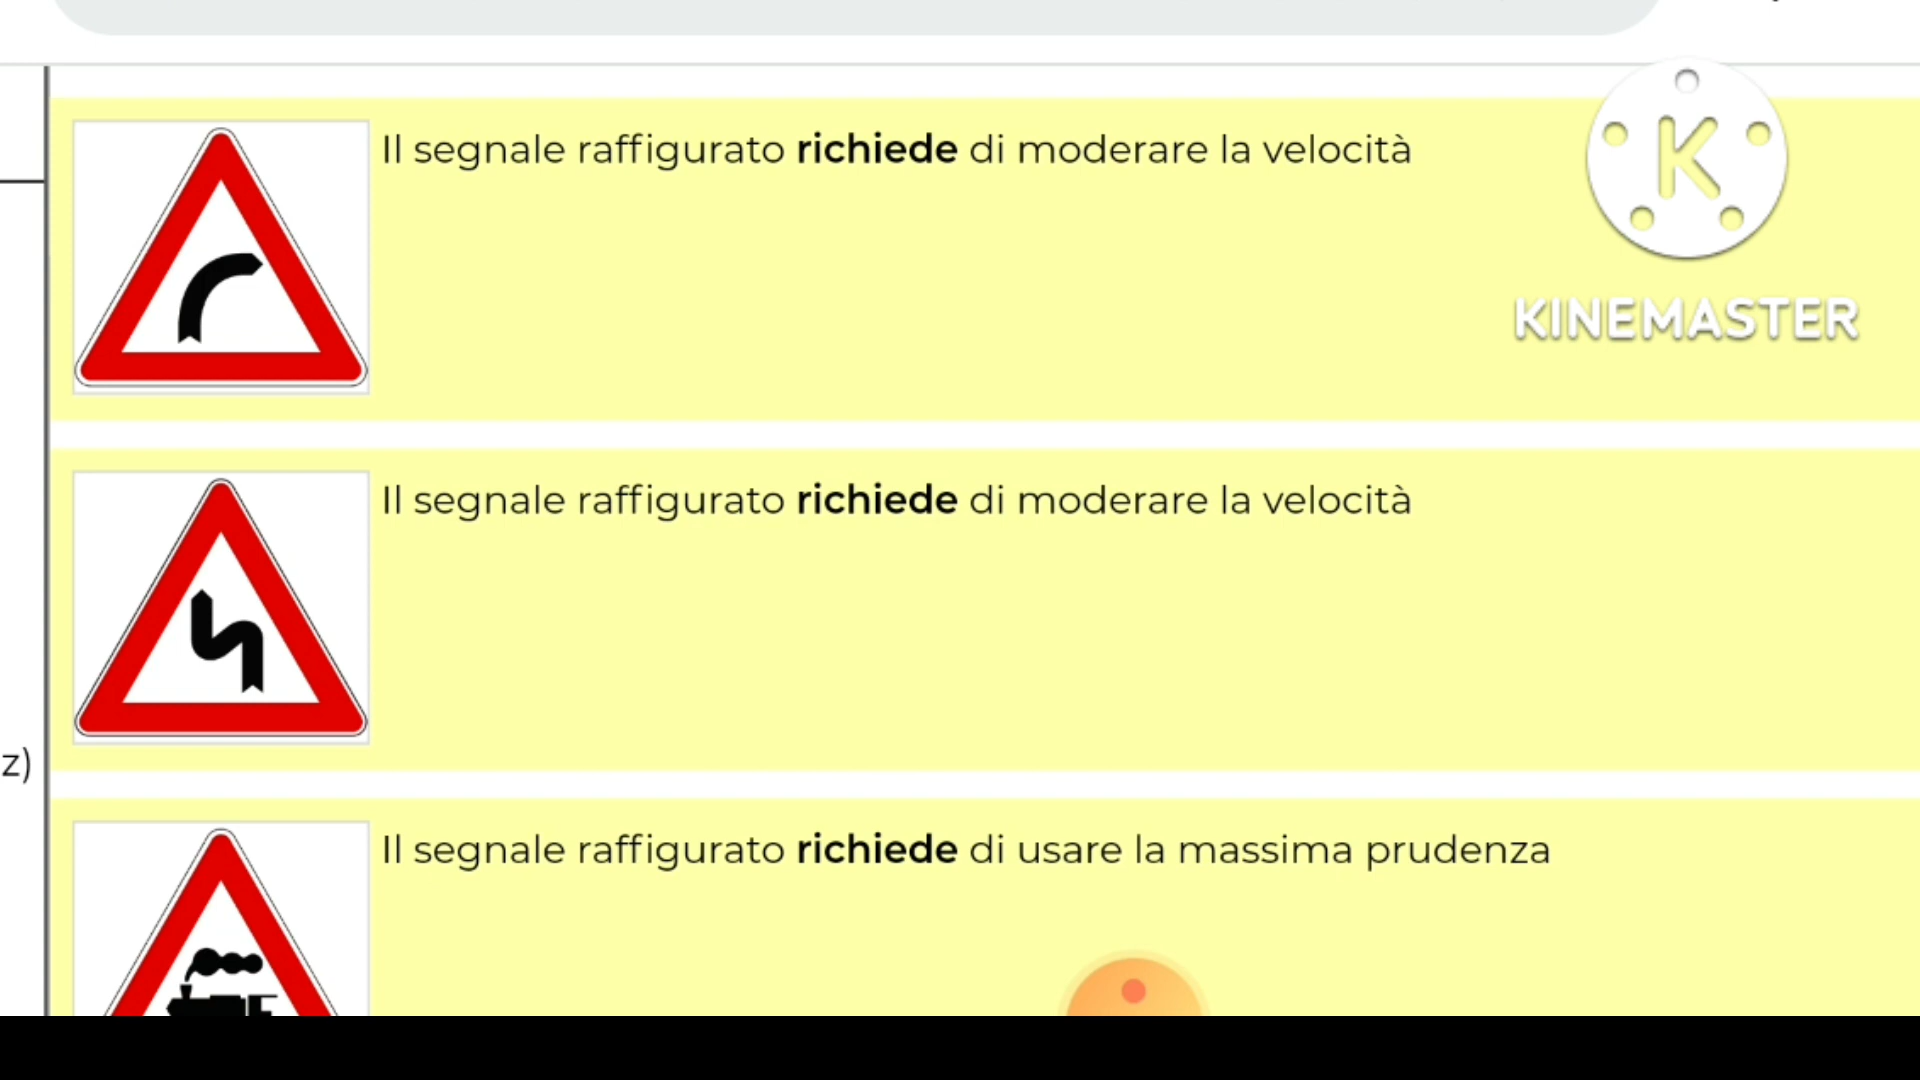 Il segnale raffigurato richiede di moderare la velocità
K
KINEMASTER
Il segnale raffigurato richiede di moderare la velocità
z)
Il segnale raffigurato richiede di usare la massima prudenza